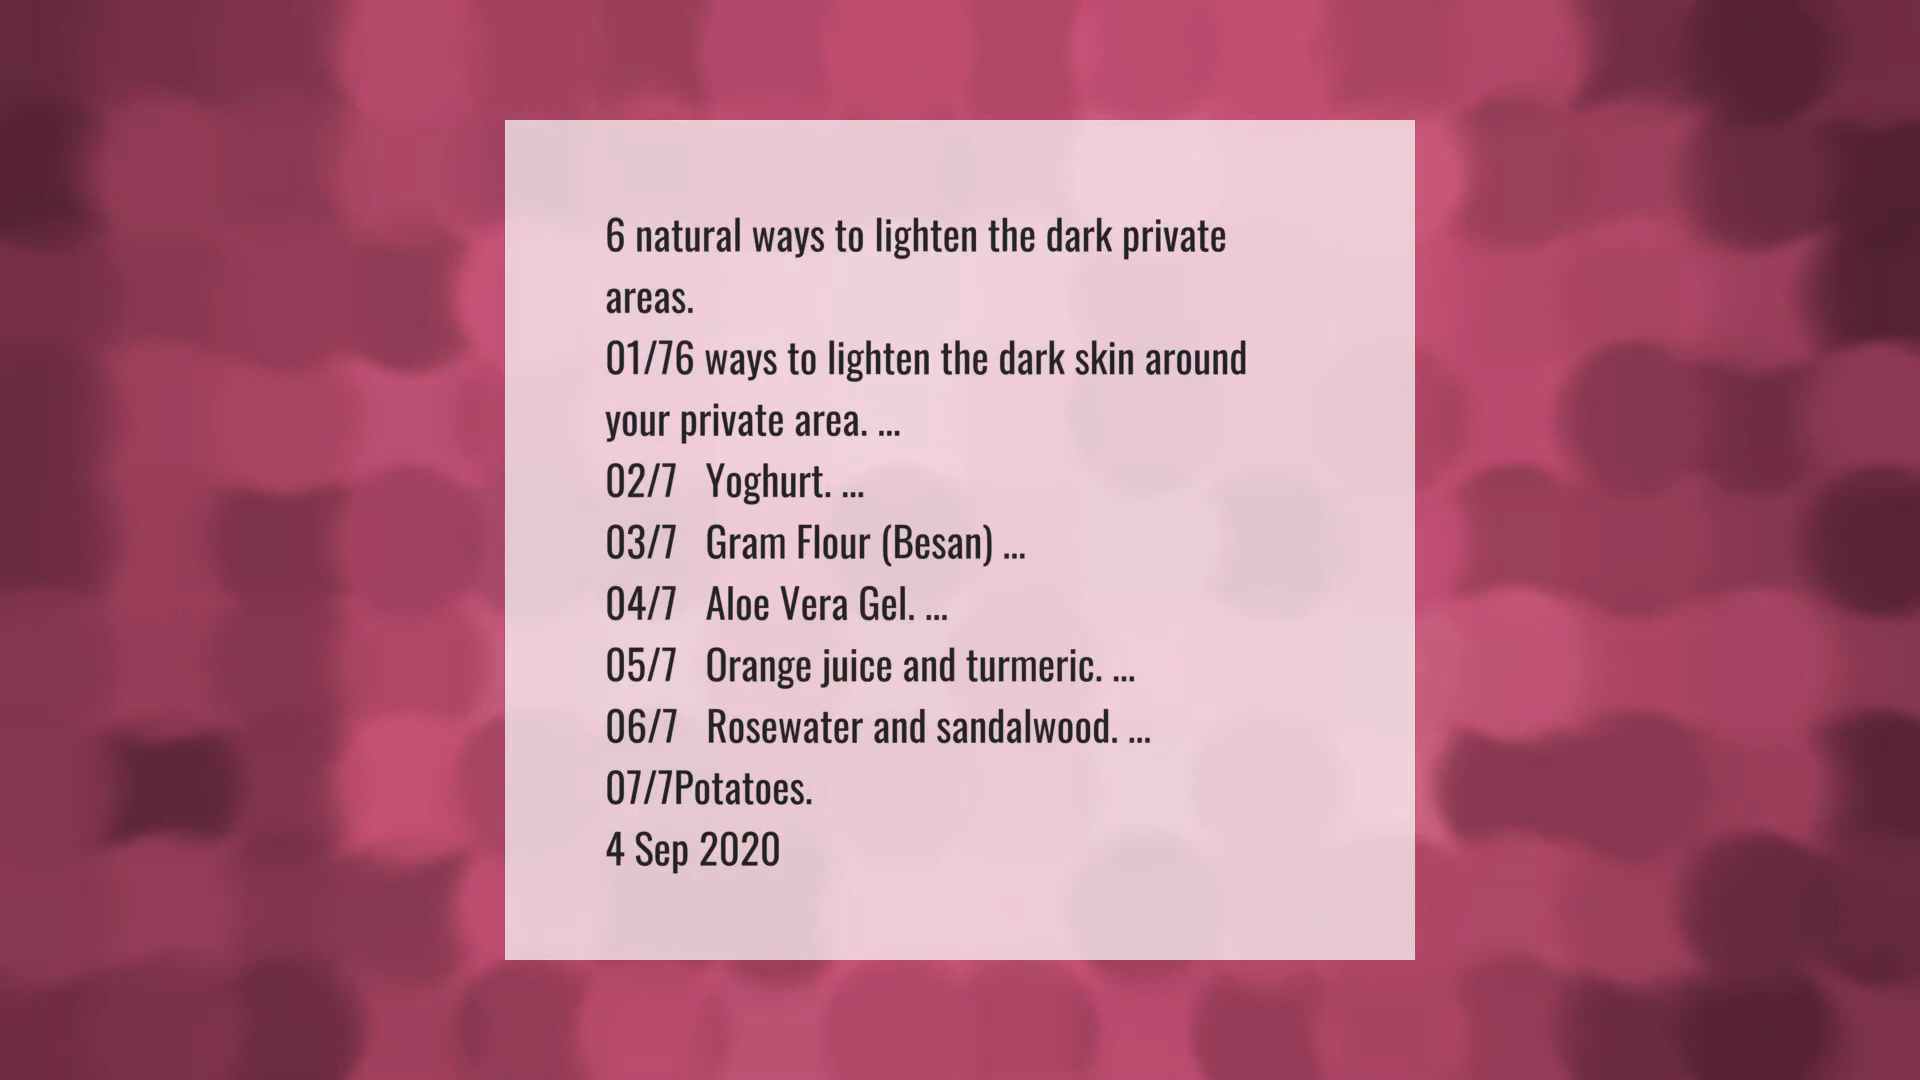 6 natural ways to lighten the dark private
areas.
01/76 ways to lighten the dark skin around
your private area. ...
02/7   Yoghurt. ...
03/7   Gram Flour (Besan) ...
04/7   Aloe Vera Gel. ...
05/7   Orange juice and turmeric. ...
06/7   Rosewater and sandalwood. ...
07/7Potatoes.
4 Sep 2020